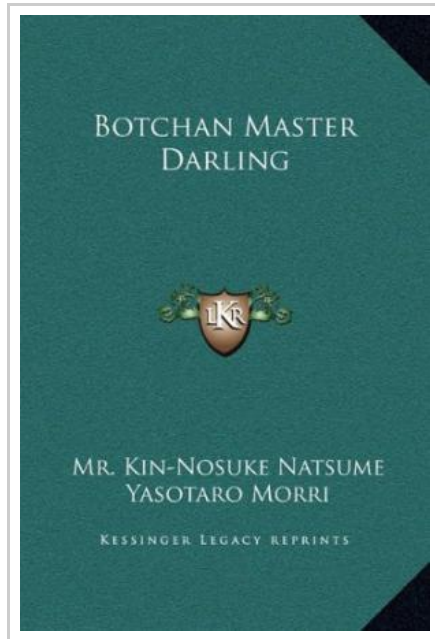 BOTCHAN MASTER
DARLING
LKR
MR. KIN-NOSUKE NATSUME
YASOTARO MORRI
KESSINGER LEGACY REPRINTS